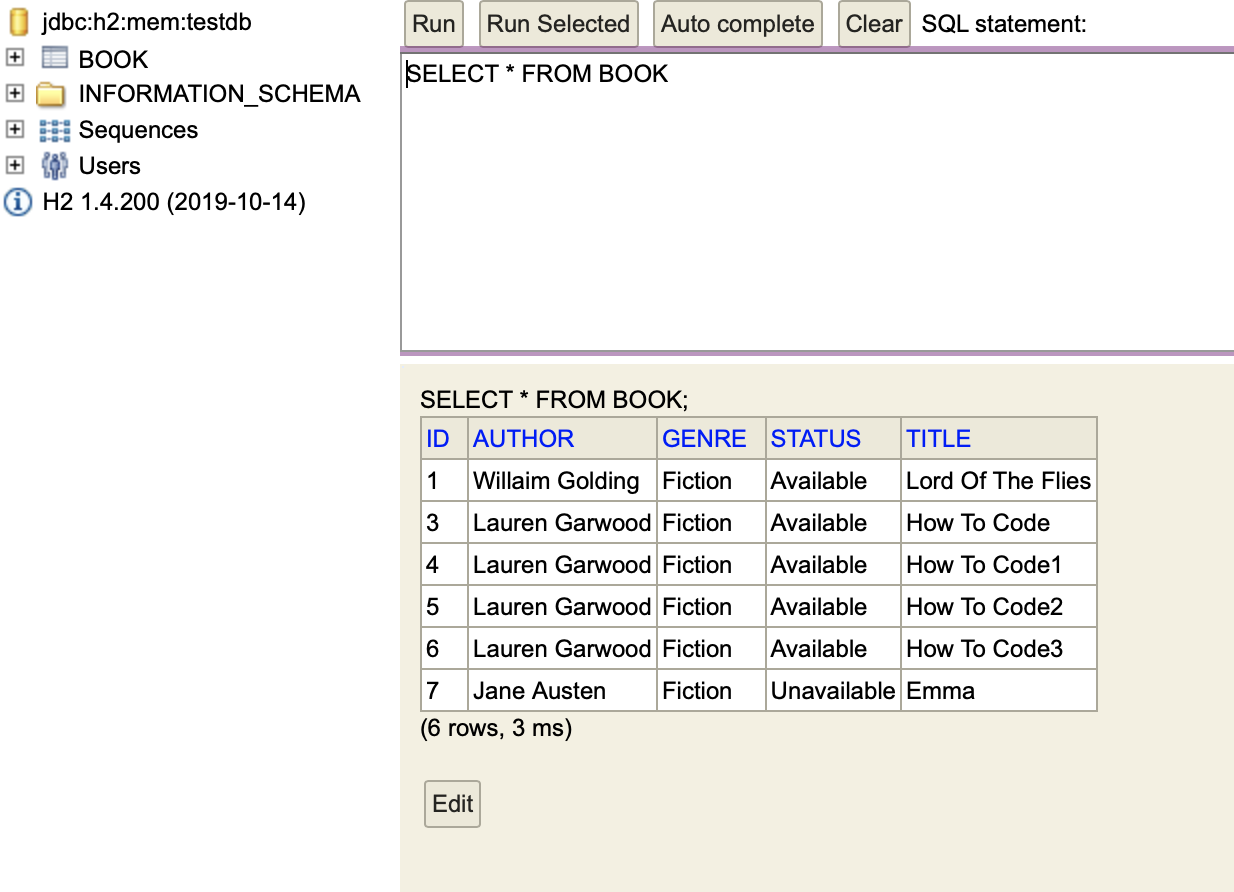 jdbc:h2:mem:testdb
BOOK
INFORMATION_SCHEMA
Sequences
Users
H2 1.4.200 (2019-10-14)
Run Run Selected Auto complete Clear SQL statement:
SELECT * FROM BOOK
SELECT * FROM BOOK;
ID AUTHOR GENRE STATUS TITLE
1 Willaim Golding Fiction Available Lord Of The Flies
3 Lauren Garwood Fiction Available How To Code
4 Lauren Garwood Fiction Available How To Code1
5 Lauren Garwood Fiction Available How To Code2
6 Lauren Garwood Fiction Available How To Code3
7 Jane Austen Fiction Unavailable Emma
(6 rows, 3 ms)
Edit